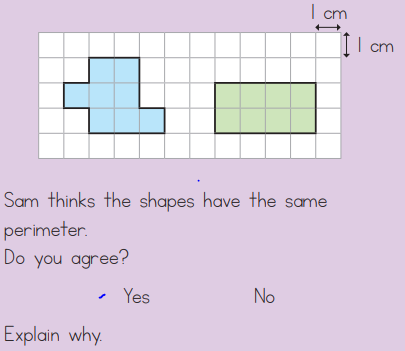 1 cm
1 cm
Sam thinks the shapes have the same
perimeter.
Do you agree?
Yes No
Explain why.